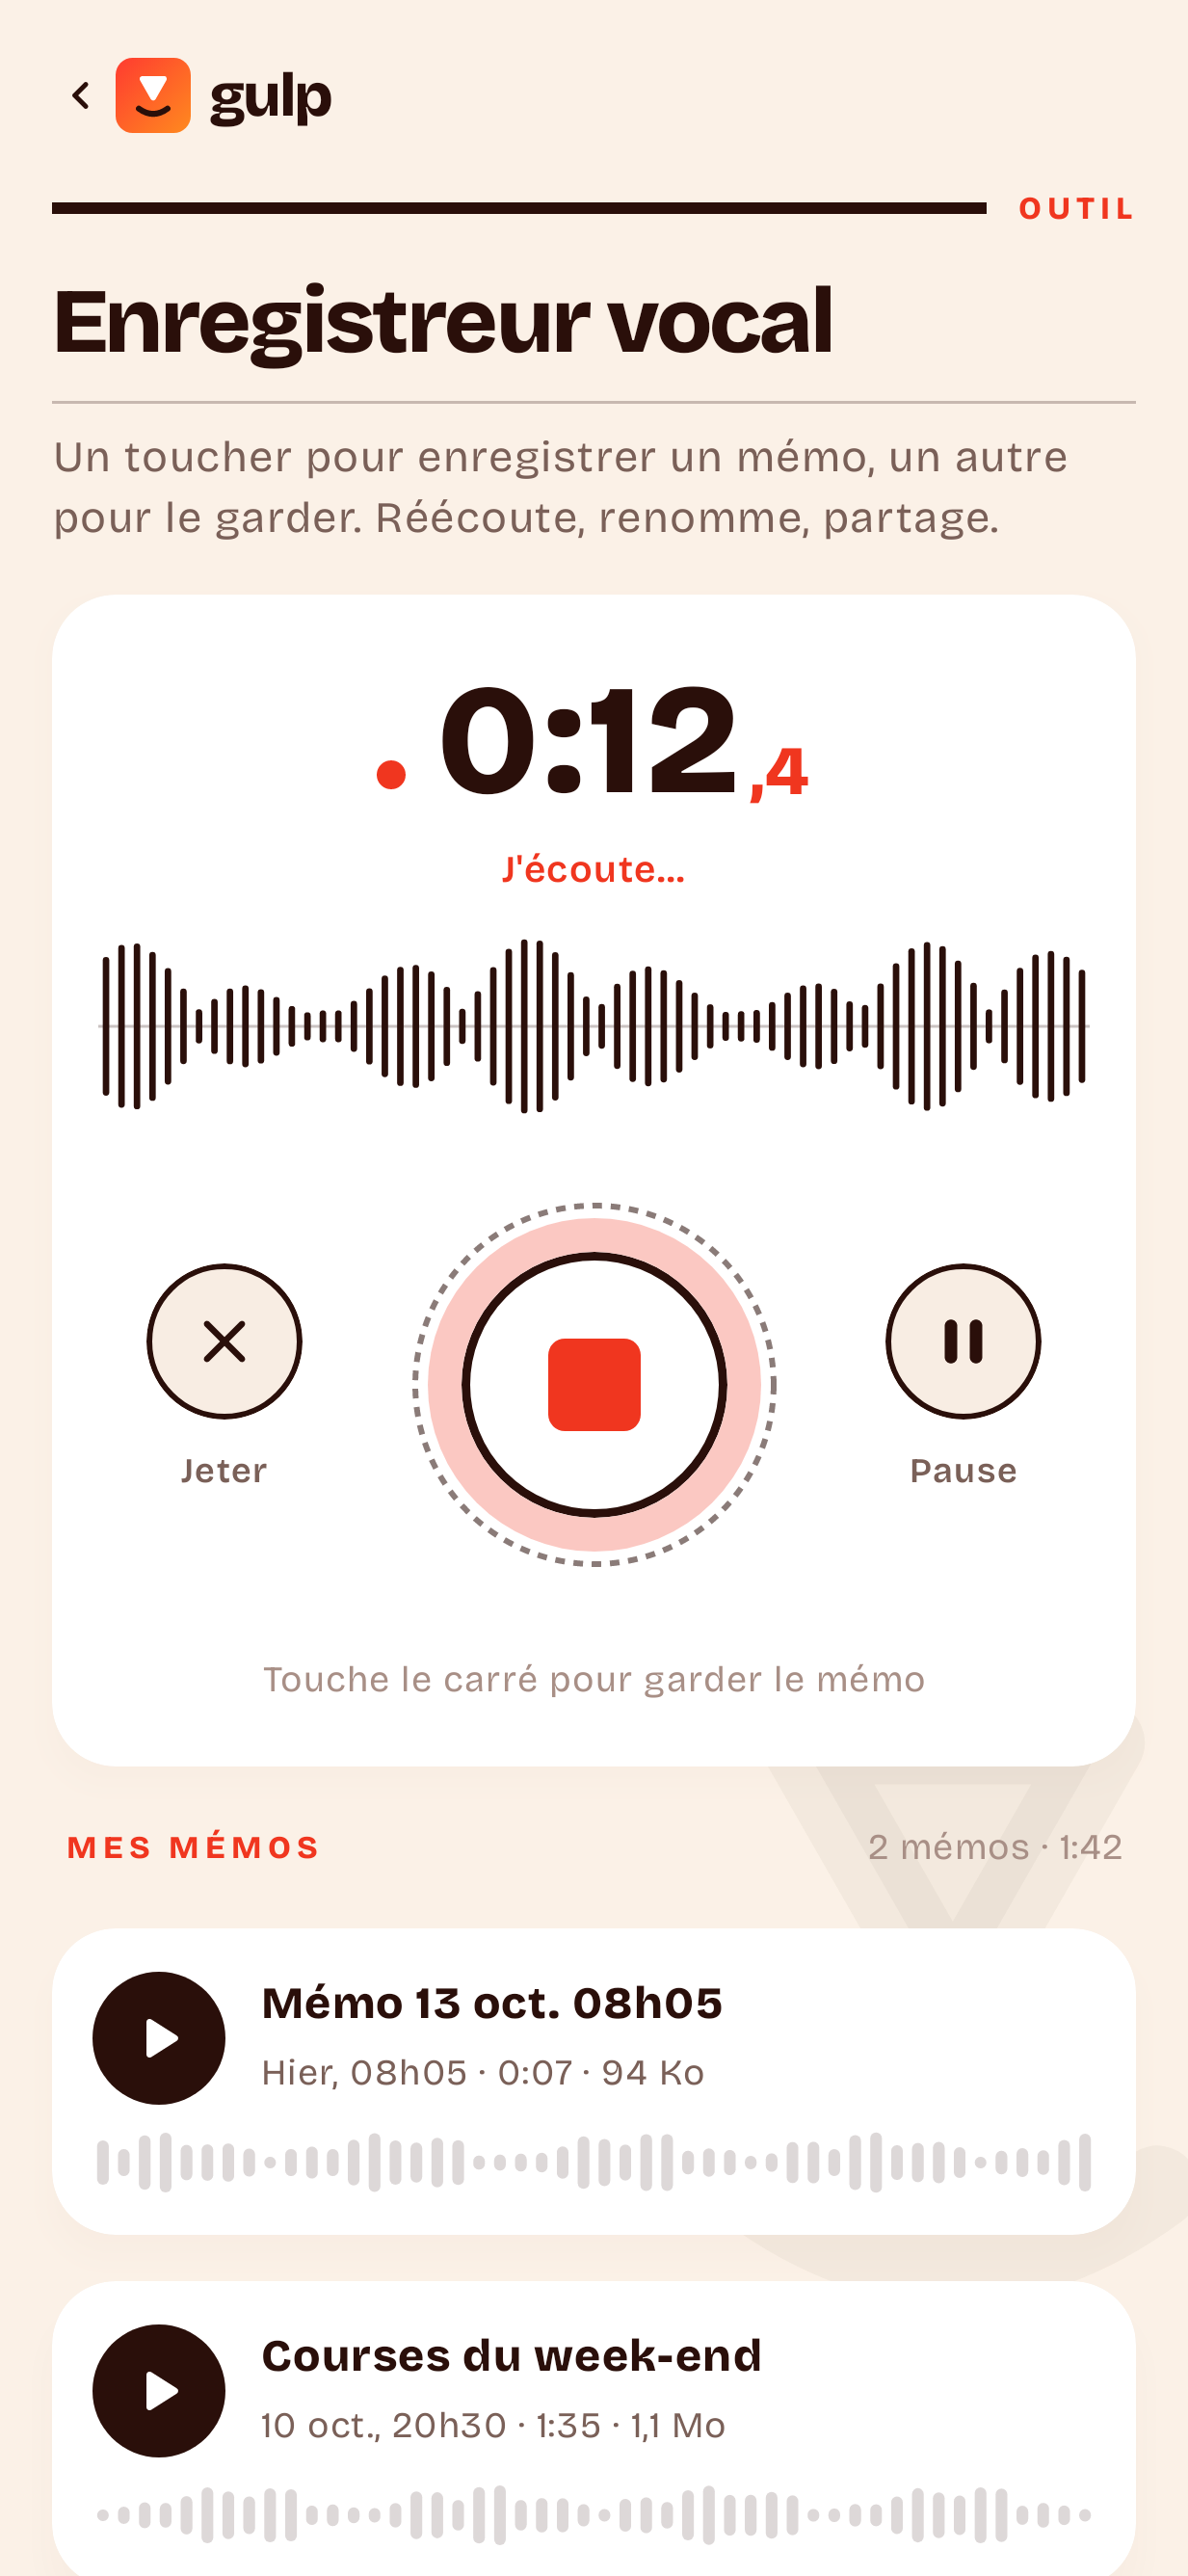 gulp
OUTIL
Enregistreur vocal
Un toucher pour enregistrer un mémo, un autre
pour le garder. Réécoute, renomme, partage.
0:12,4
J'écoute...
Jeter
Pause
Touche le carré pour garder le mémo
MES MÉMOS
2 mémos · 1:42
Mémo 13 oct. 08h05
Hier, 08h05 · 0:07 · 94 Ko
Courses du week-end
10 oct., 20h30 · 1:35 · 1,1 Mo